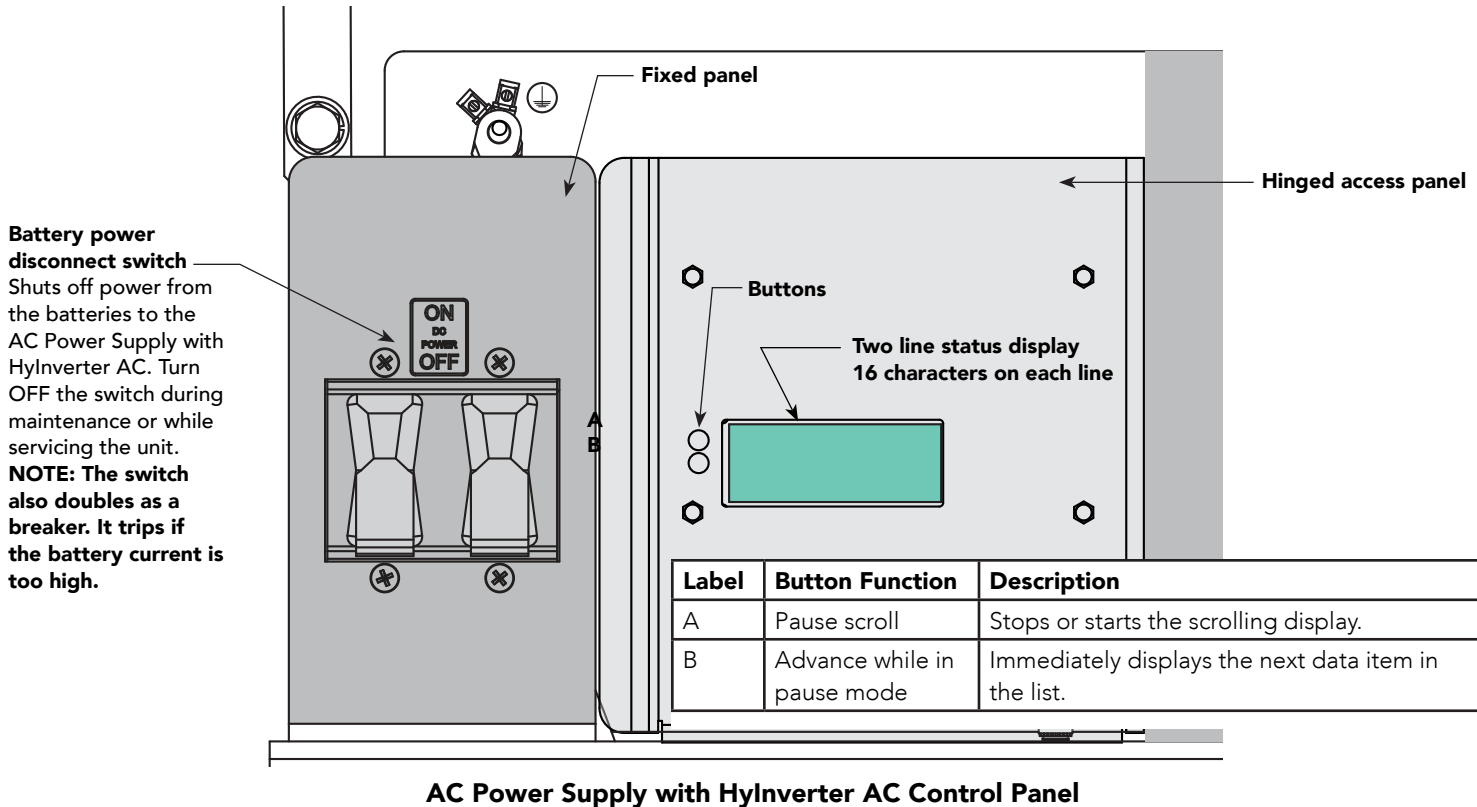 Fixed panel
Hinged access panel
Battery power
disconnect switch
Shuts off power from
the batteries to the
AC Power Supply with
HyInverter AC. Turn
OFF the switch during
maintenance or while
servicing the unit.
NOTE: The switch
also doubles as a
breaker. It trips if
the battery current is
too high.
ON
DC
POWER
OFF
Buttons
Two line status display
16 characters on each line
A
B
Label Button Function Description
A Pause scroll Stops or starts the scrolling display.
B Advance while in Immediately displays the next data item in
pause mode the list.
AC Power Supply with HyInverter AC Control Panel